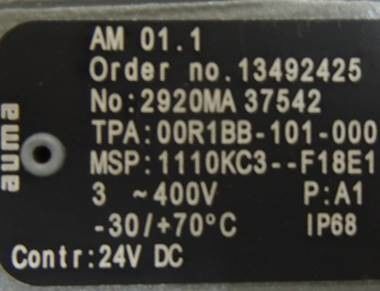 AM 01.1
Order no.13492425
No:2920MA 37542
TPA:00R1BB-101-000
MSP:1110KC3--F18E1
3 ~400V P:A1
-30/+70°C IP68
Contr:24V DC
auma